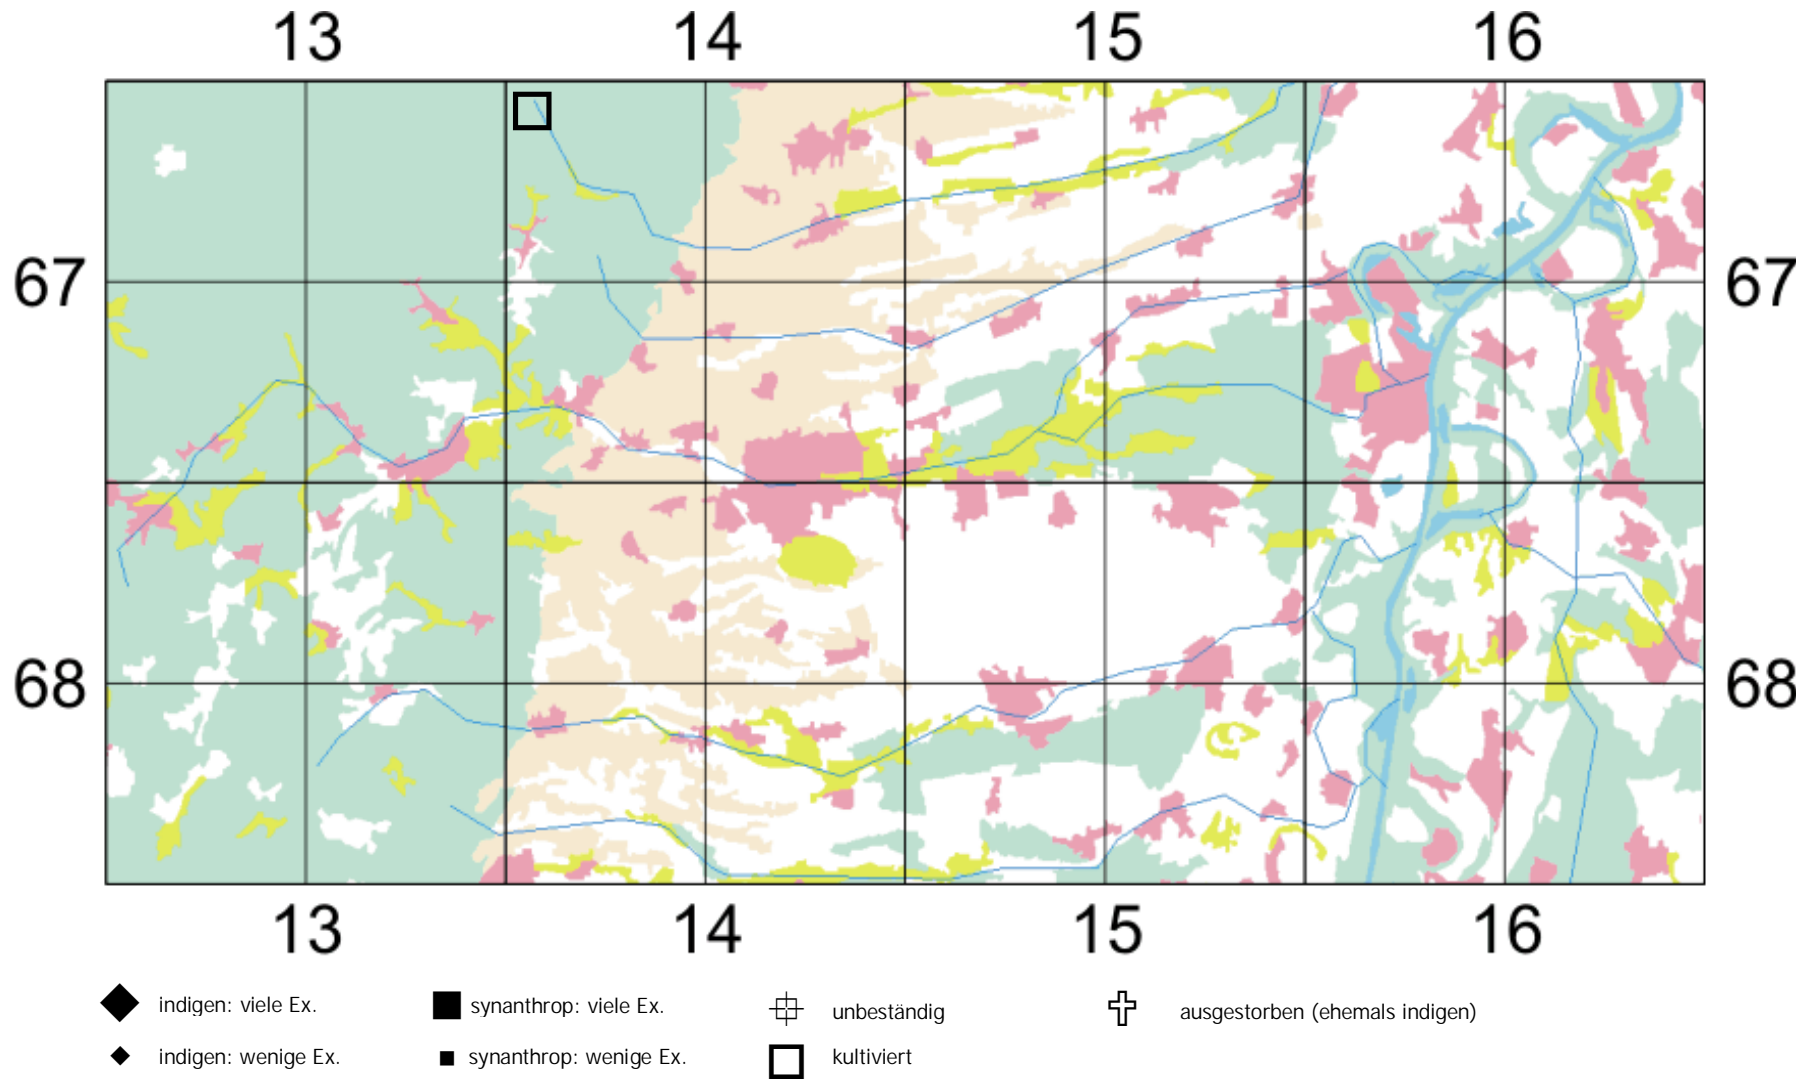 13 14 15 16
67 67
68 68
13 14 15 16
indigen: viele Ex. synanthrop: viele Ex. unbeständig ausgestorben (ehemals indigen)
indigen: wenige Ex. synanthrop: wenige Ex. kultiviert